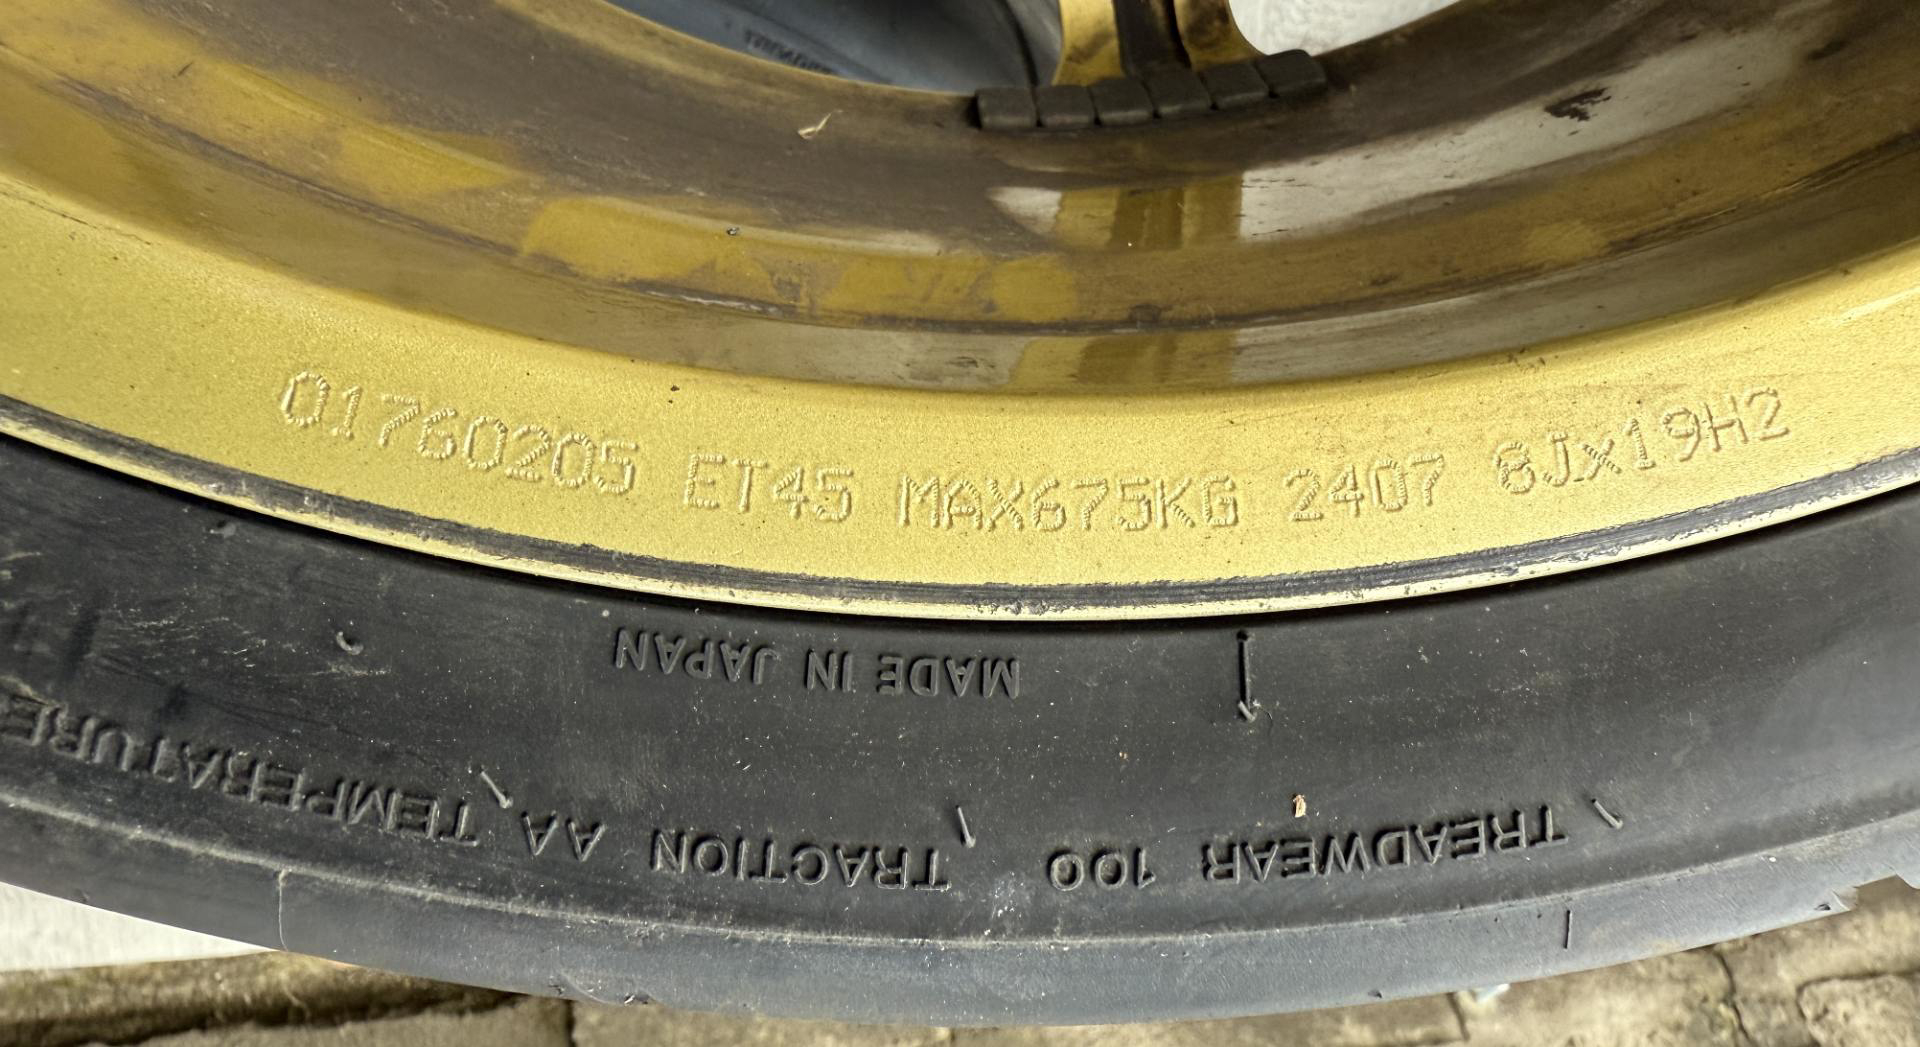 01760205 ET45 MAX675KG 2407 8Jx19H2
MADE IN JAPAN
TREADWEAR 100 TRACTION AA TEMPERATURE